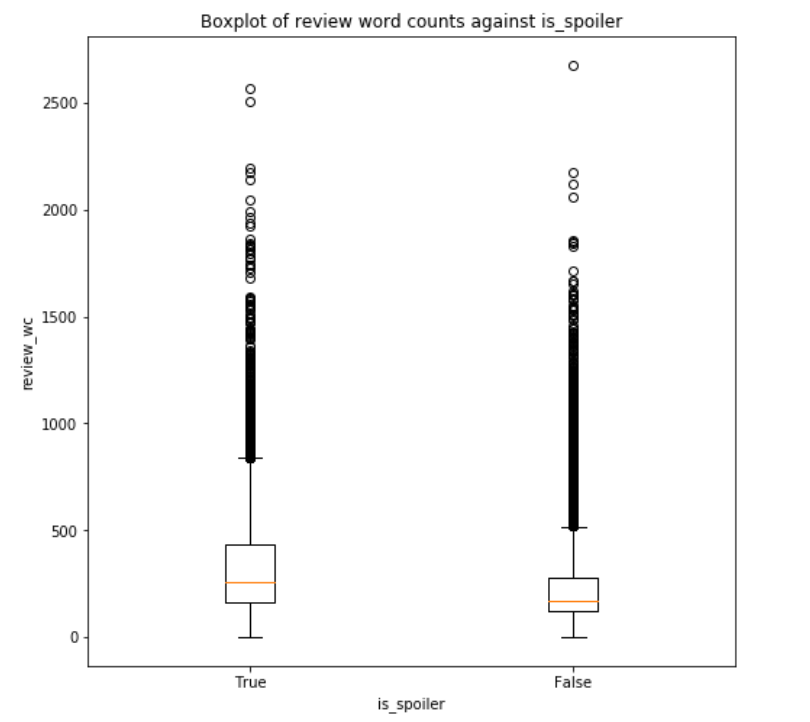 Boxplot of review word counts against is_spoiler
2500
2000
1500
1000
500
0
review_wc
True False
is_spoiler